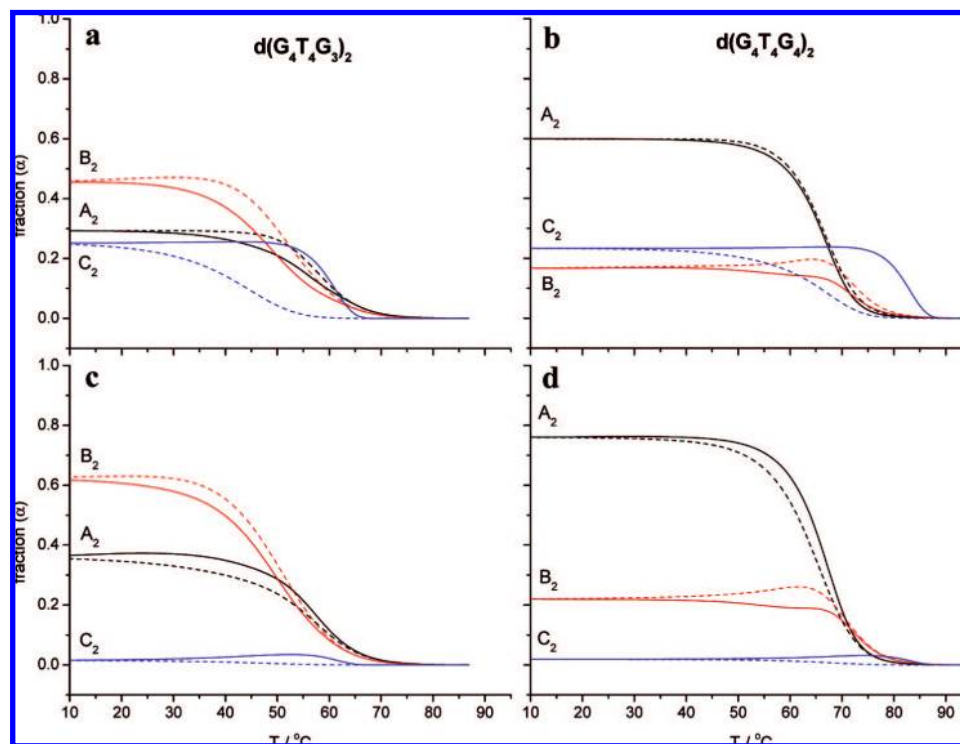 a
d(G₄T₄G₃)₂
1.0
0.8
0.6
0.4
0.2
0.0
fraction (α)
B₂
A₂
C₂
b
d(G₄T₄G₄)₂
A₂
C₂
B₂
c
1.0
0.8
0.6
0.4
0.2
0.0
fraction (α)
B₂
A₂
C₂
10 20 30 40 50 60 70 80 90
T / °C
d
A₂
B₂
C₂
10 20 30 40 50 60 70 80 90
T / °C